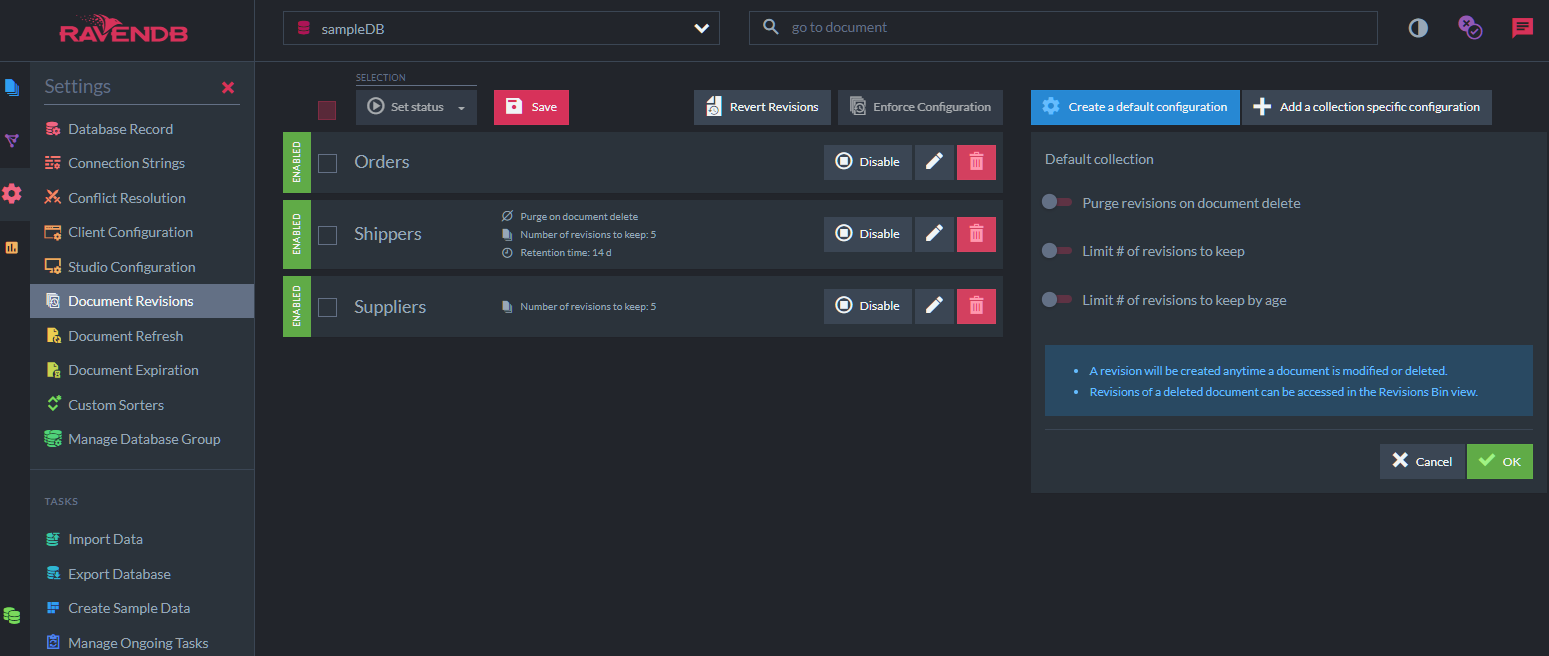 RAVENDB
sampleDB
go to document
Settings
Database Record
Connection Strings
Conflict Resolution
Client Configuration
Studio Configuration
Document Revisions
Document Refresh
Document Expiration
Custom Sorters
Manage Database Group
TASKS
Import Data
Export Database
Create Sample Data
Manage Ongoing Tasks
SELECTION
Set status
Save
Revert Revisions
Enforce Configuration
ENABLED
Orders
Disable
ENABLED
Shippers
Purge on document delete
Number of revisions to keep: 5
Retention time: 14 d
Disable
ENABLED
Suppliers
Number of revisions to keep: 5
Disable
Create a default configuration
Add a collection specific configuration
Default collection
Purge revisions on document delete
Limit # of revisions to keep
Limit # of revisions to keep by age
• A revision will be created anytime a document is modified or deleted.
• Revisions of a deleted document can be accessed in the Revisions Bin view.
Cancel
OK